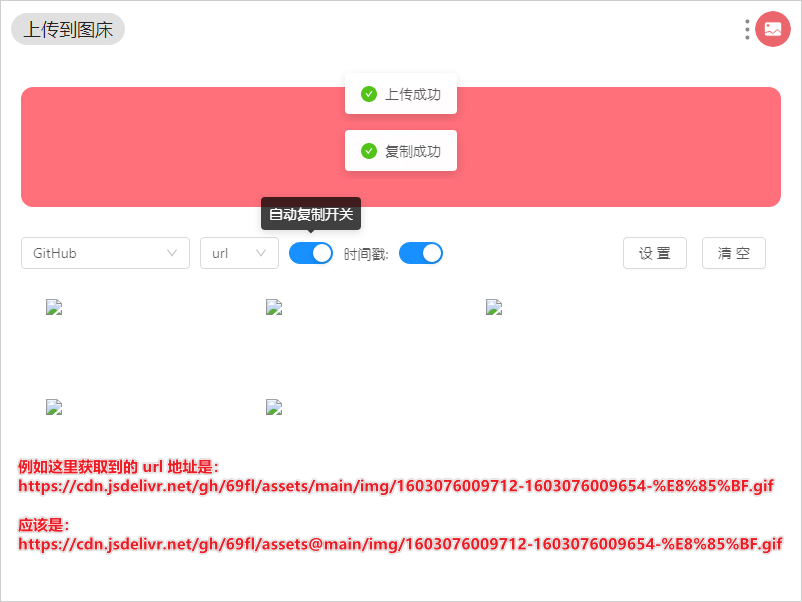 上传到图床
上传成功
复制成功
自动复制开关
GitHub
url
时间戳:
设 置
清 空
例如这里获取到的 url 地址是：
https://cdn.jsdelivr.net/gh/69fl/assets/main/img/1603076009712-1603076009654-%E8%85%BF.gif
应该是：
https://cdn.jsdelivr.net/gh/69fl/assets@main/img/1603076009712-1603076009654-%E8%85%BF.gif